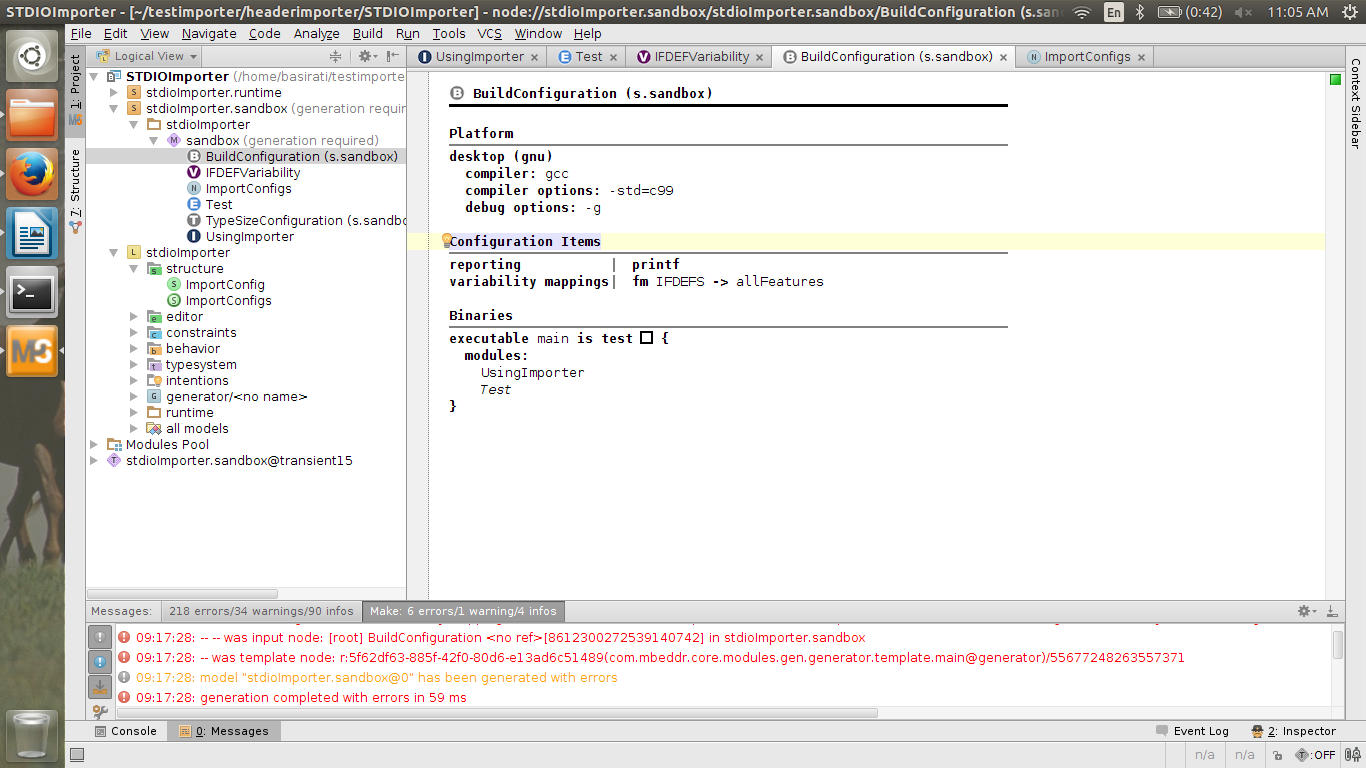 STDIOImporter - [~/testimporter/headerimporter/STDIOImporter] - node://stdioImporter.sandbox/stdioImporter.sandbox/BuildConfiguration (s.san
En
(0:42)
11:05 AM
File Edit View Navigate Code Analyze Build Run Tools VCS Window Help
1: Project
7: Structure
Logical View
STDIOImporter (/home/basirati/testimporte
stdioImporter.runtime
stdioImporter.sandbox (generation requir
stdioImporter
sandbox (generation required)
BuildConfiguration (s.sandbox)
IFDEFVariability
ImportConfigs
Test
TypeSizeConfiguration (s.sandbo
UsingImporter
stdioImporter
structure
ImportConfig
ImportConfigs
editor
constraints
behavior
typesystem
intentions
generator/<no name>
runtime
all models
Modules Pool
stdioImporter.sandbox@transient15
UsingImporter
Test
IFDEFVariability
BuildConfiguration (s.sandbox)
ImportConfigs
BuildConfiguration (s.sandbox)
Platform
desktop (gnu)
compiler: gcc
compiler options: -std=c99
debug options: -g
Configuration Items
reporting | printf
variability mappings| fm IFDEFS -> allFeatures
Binaries
executable main is test {
modules:
UsingImporter
Test
}
Context Sidebar
Messages: 218 errors/34 warnings/90 infos Make: 6 errors/1 warning/4 infos
09:17:28: -- -- was input node: [root] BuildConfiguration <no ref>[8612300272539140742] in stdioImporter.sandbox
09:17:28: -- was template node: r:5f62df63-885f-42f0-80d6-e13ad6c51489(com.mbeddr.core.modules.gen.generator.template.main@generator)/55677248263557371
09:17:28: model "stdioImporter.sandbox@0" has been generated with errors
09:17:28: generation completed with errors in 59 ms
Console
0: Messages
Event Log
2: Inspector
n/a
n/a
:OFF